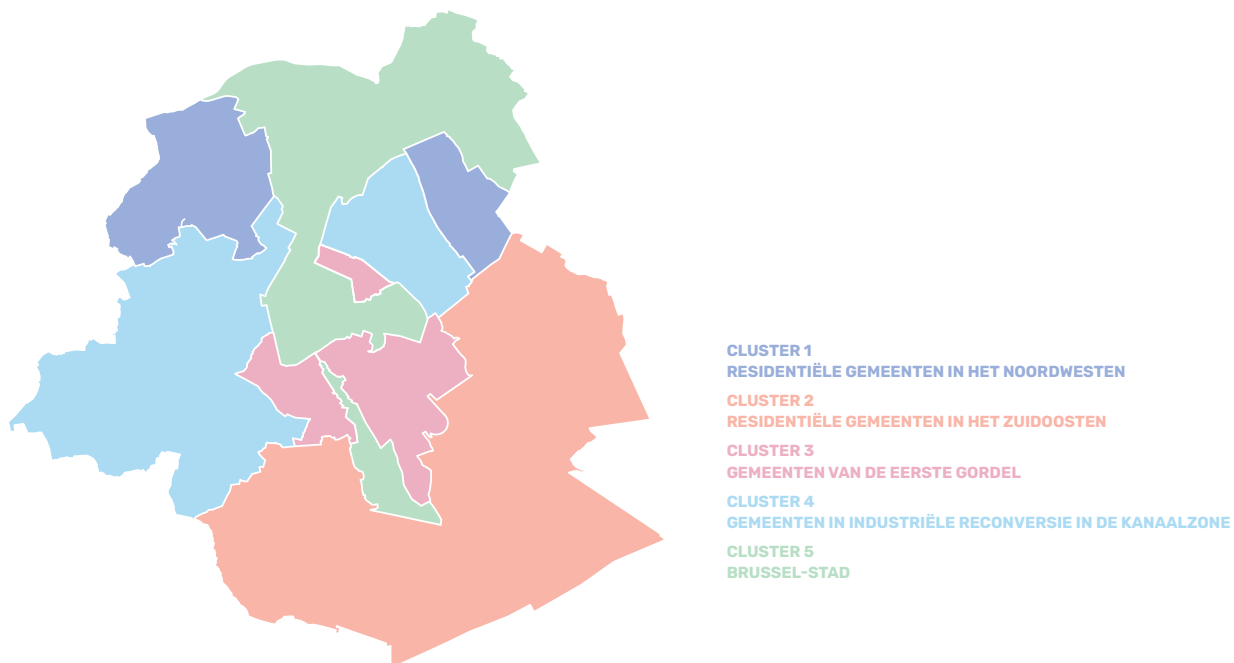 CLUSTER 1
RESIDENTIËLE GEMEENTEN IN HET NOORDWESTEN
CLUSTER 2
RESIDENTIËLE GEMEENTEN IN HET ZUIDOOSTEN
CLUSTER 3
GEMEENTEN VAN DE EERSTE GORDEL
CLUSTER 4
GEMEENTEN IN INDUSTRIËLE RECONVERSIE IN DE KANAALZONE
CLUSTER 5
BRUSSEL-STAD